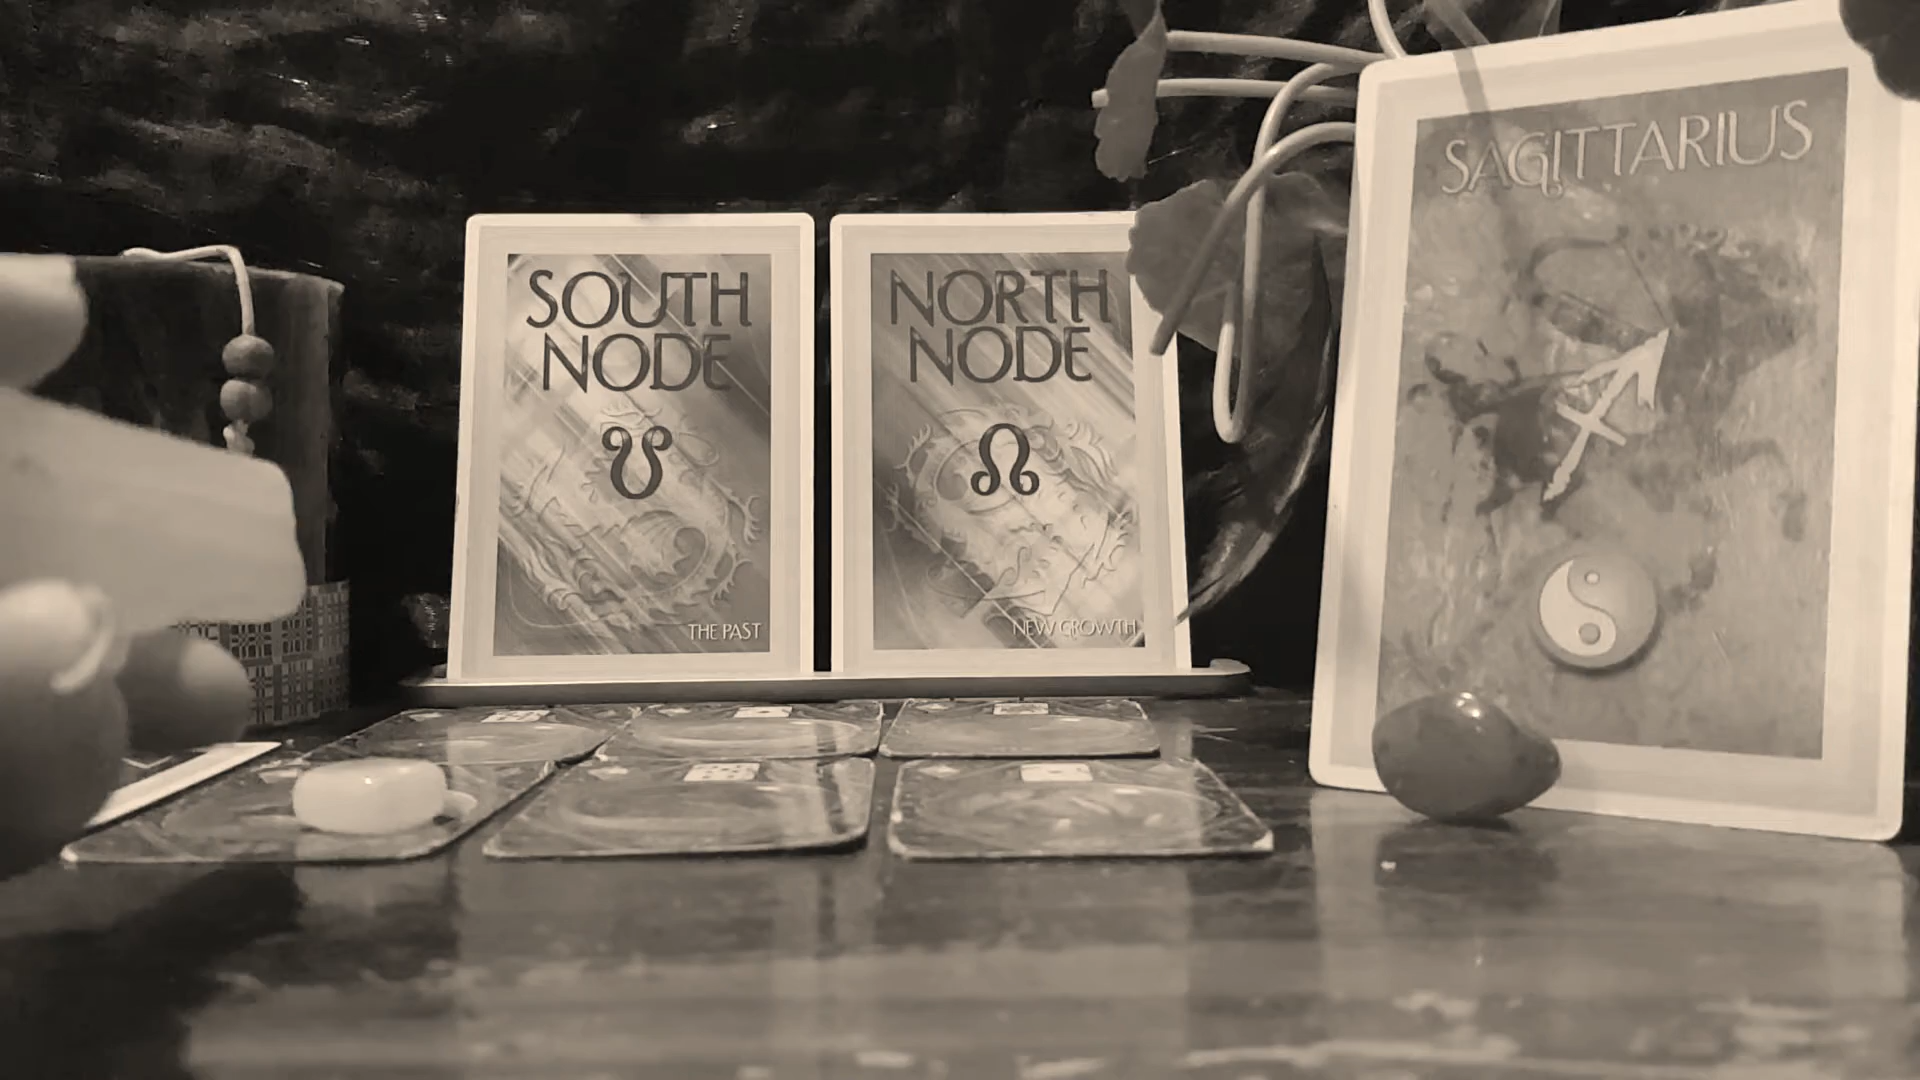 SOUTH
NODE
THE PAST
NORTH
NODE
NEW GROWTH
SAGITTARIUS